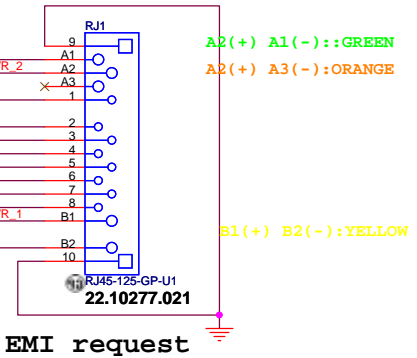 RJ1
9
A1
R_2
A2
A3
1
2
3
4
5
6
7
8
R_1
B1
B2
10
A2(+) A1(-)::GREEN
A2(+) A3(-):ORANGE
B1(+) B2(-):YELLOW
RJ45-125-GP-U1
22.10277.021
EMI request